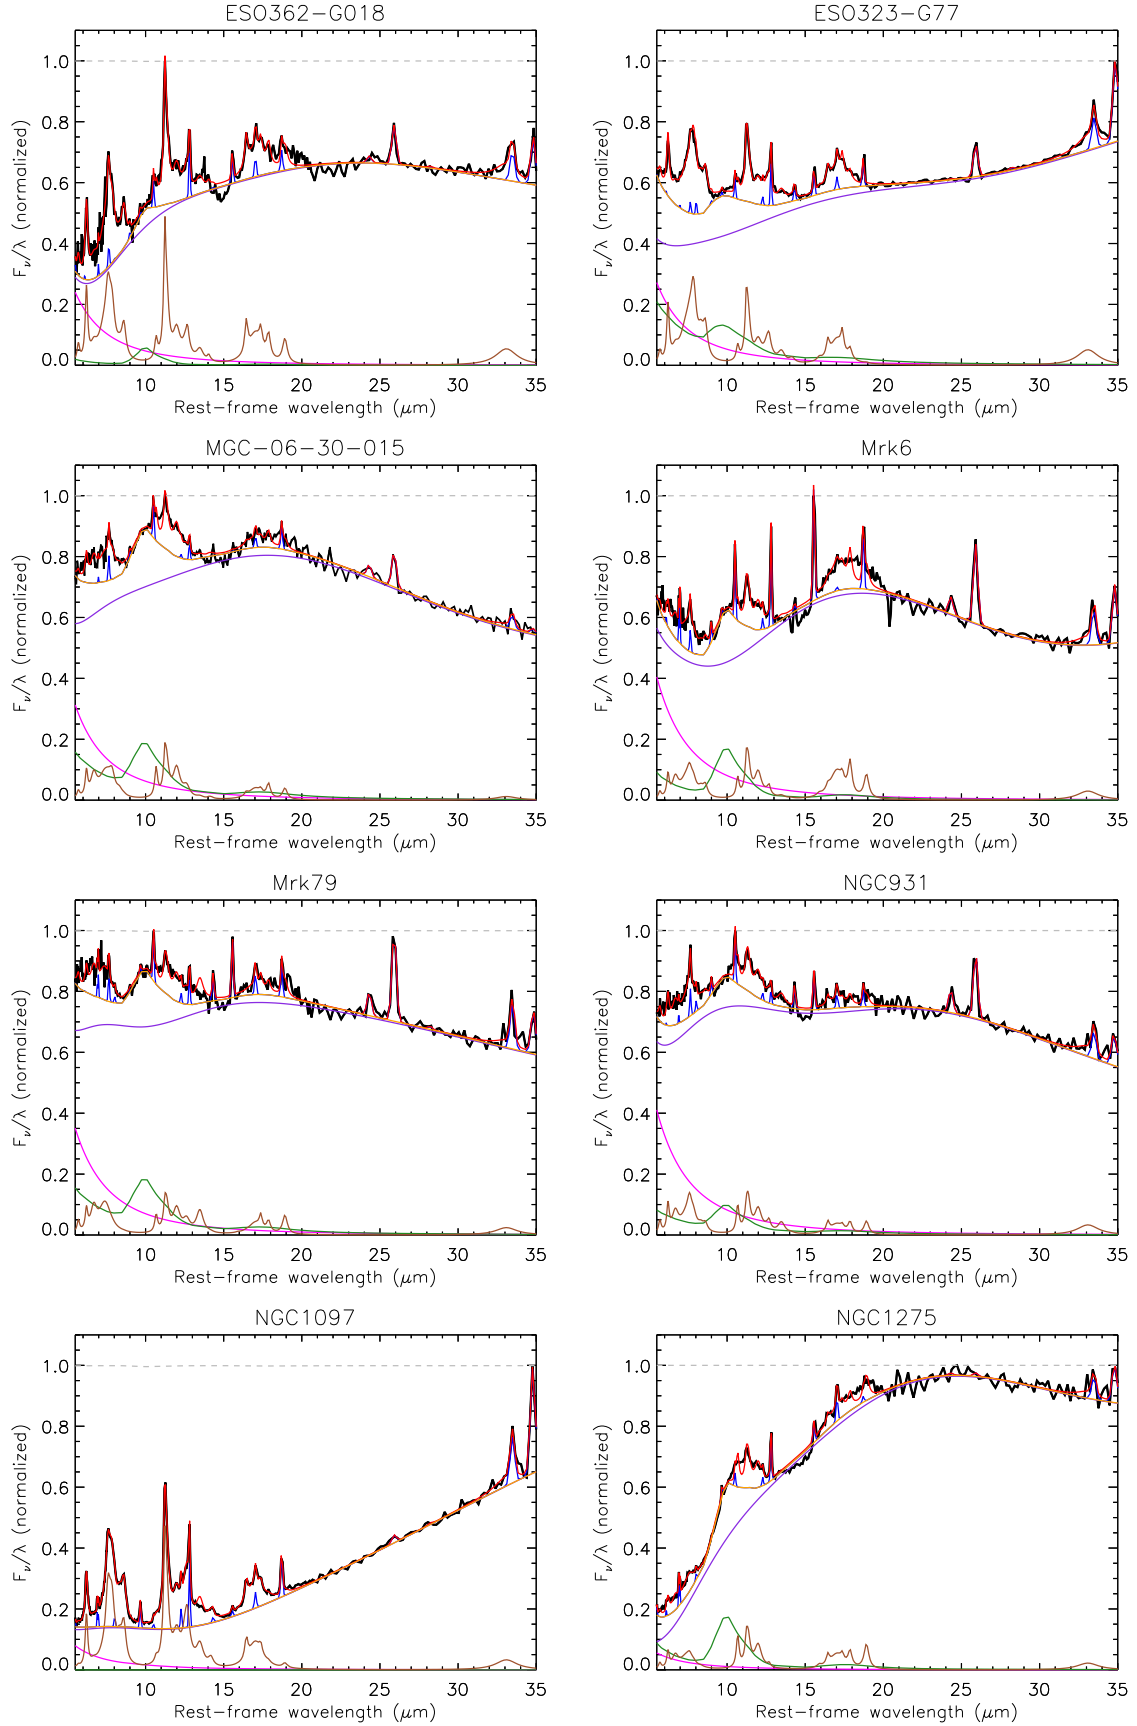 ESO362−G018
ESO323−G77
1.0
0.8
0.6
0.4
0.2
0.0
Fν/λ (normalized)
10 15 20 25 30 35
Rest−frame wavelength (μm)
1.0
0.8
0.6
0.4
0.2
0.0
Fν/λ (normalized)
10 15 20 25 30 35
Rest−frame wavelength (μm)
MGC−06−30−015
Mrk6
1.0
0.8
0.6
0.4
0.2
0.0
Fν/λ (normalized)
10 15 20 25 30 35
Rest−frame wavelength (μm)
1.0
0.8
0.6
0.4
0.2
0.0
Fν/λ (normalized)
10 15 20 25 30 35
Rest−frame wavelength (μm)
Mrk79
NGC931
1.0
0.8
0.6
0.4
0.2
0.0
Fν/λ (normalized)
10 15 20 25 30 35
Rest−frame wavelength (μm)
1.0
0.8
0.6
0.4
0.2
0.0
Fν/λ (normalized)
10 15 20 25 30 35
Rest−frame wavelength (μm)
NGC1097
NGC1275
1.0
0.8
0.6
0.4
0.2
0.0
Fν/λ (normalized)
10 15 20 25 30 35
Rest−frame wavelength (μm)
1.0
0.8
0.6
0.4
0.2
0.0
Fν/λ (normalized)
10 15 20 25 30 35
Rest−frame wavelength (μm)